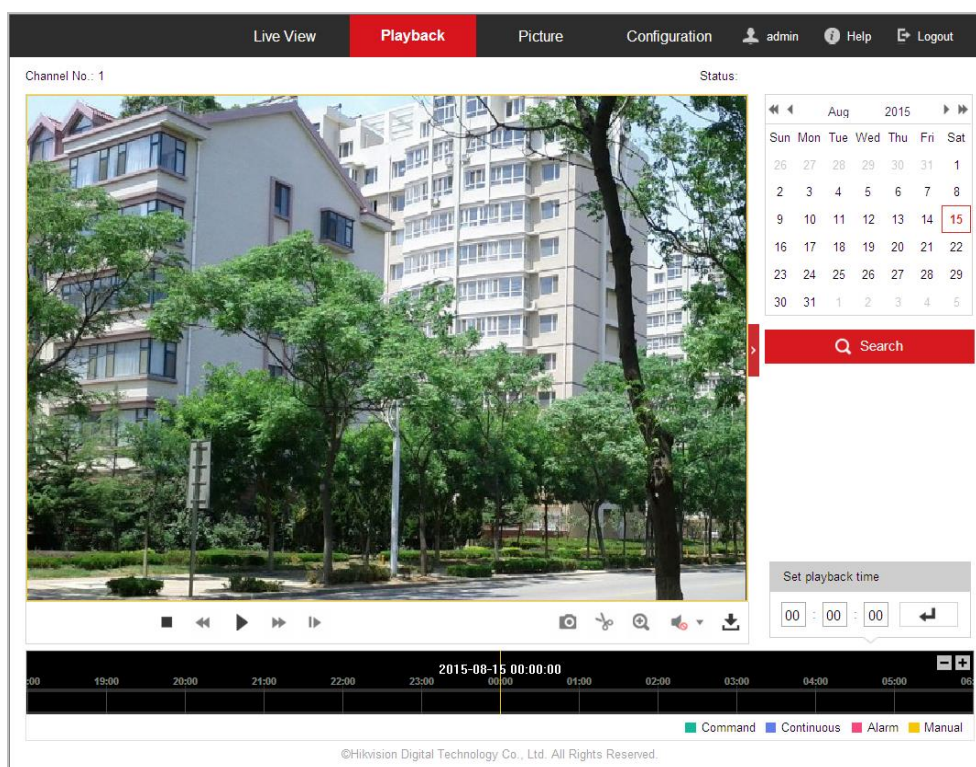 Live View Playback Picture Configuration admin Help Logout
Channel No.: 1 Status:
Aug 2015
Sun Mon Tue Wed Thu Fri Sat
26 27 28 29 30 31 1
2 3 4 5 6 7 8
9 10 11 12 13 14 15
16 17 18 19 20 21 22
23 24 25 26 27 28 29
30 31 1 2 3 4 5
Search
Set playback time
00 : 00 : 00
2015-08-15 00:00:00
:00 19:00 20:00 21:00 22:00 23:00 00:00 01:00 02:00 03:00 04:00 05:00 06:
Command Continuous Alarm Manual
©Hikvision Digital Technology Co., Ltd. All Rights Reserved.